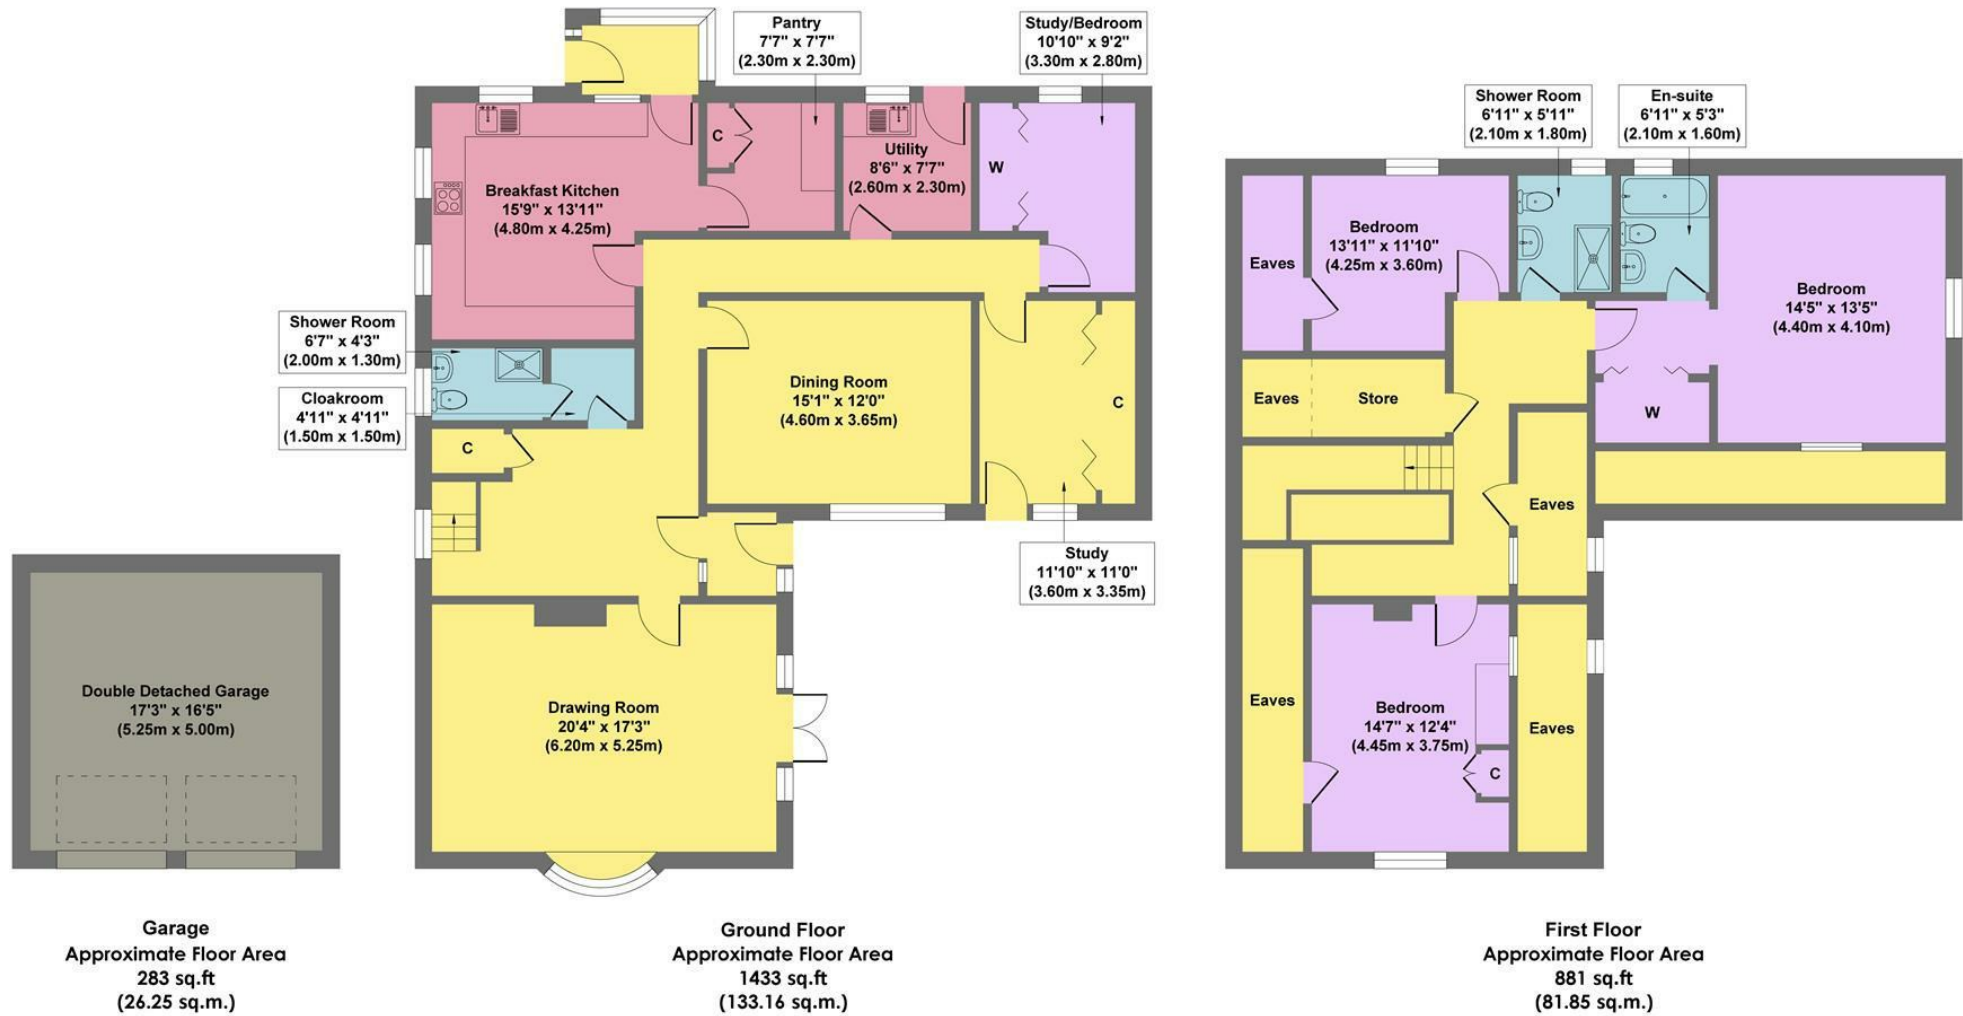 Pantry
7'7" x 7'7"
(2.30m x 2.30m)
Study/Bedroom
10'10" x 9'2"
(3.30m x 2.80m)
C
Utility
8'6" x 7'7"
(2.60m x 2.30m)
W
Breakfast Kitchen
15'9" x 13'11"
(4.80m x 4.25m)
Shower Room
6'7" x 4'3"
(2.00m x 1.30m)
Cloakroom
4'11" x 4'11"
(1.50m x 1.50m)
C
Dining Room
15'1" x 12'0"
(4.60m x 3.65m)
C
Study
11'10" x 11'0"
(3.60m x 3.35m)
Drawing Room
20'4" x 17'3"
(6.20m x 5.25m)
Double Detached Garage
17'3" x 16'5"
(5.25m x 5.00m)
Shower Room
6'11" x 5'11"
(2.10m x 1.80m)
En-suite
6'11" x 5'3"
(2.10m x 1.60m)
Eaves
Bedroom
13'11" x 11'10"
(4.25m x 3.60m)
Bedroom
14'5" x 13'5"
(4.40m x 4.10m)
Eaves
Store
W
Eaves
Eaves
Bedroom
14'7" x 12'4"
(4.45m x 3.75m)
C
Eaves
Garage
Approximate Floor Area
283 sq.ft
(26.25 sq.m.)
Ground Floor
Approximate Floor Area
1433 sq.ft
(133.16 sq.m.)
First Floor
Approximate Floor Area
881 sq.ft
(81.85 sq.m.)